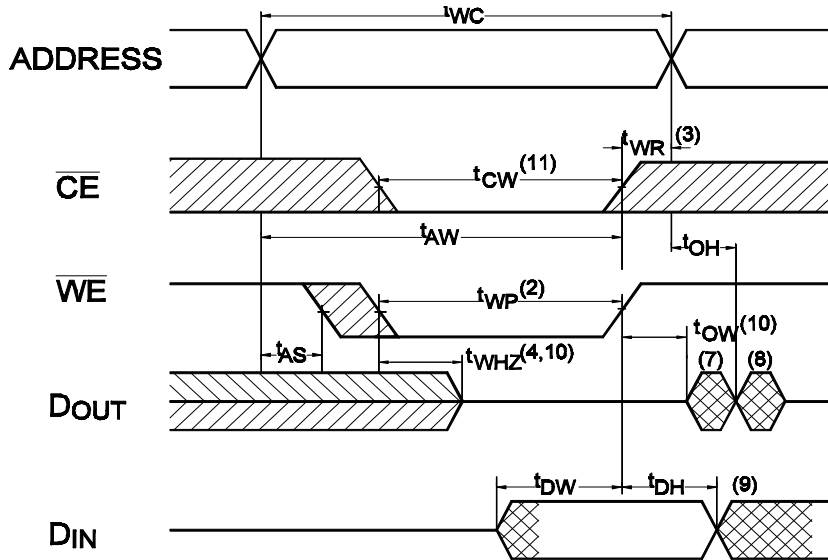 tWC
ADDRESS
tWR(3)
CE
tCW(11)
tAW
tOH
WE
tWP(2)
tOW(10)
tAS
tWHZ(4,10)
(7)
(8)
DOUT
tDW
tDH
(9)
DIN